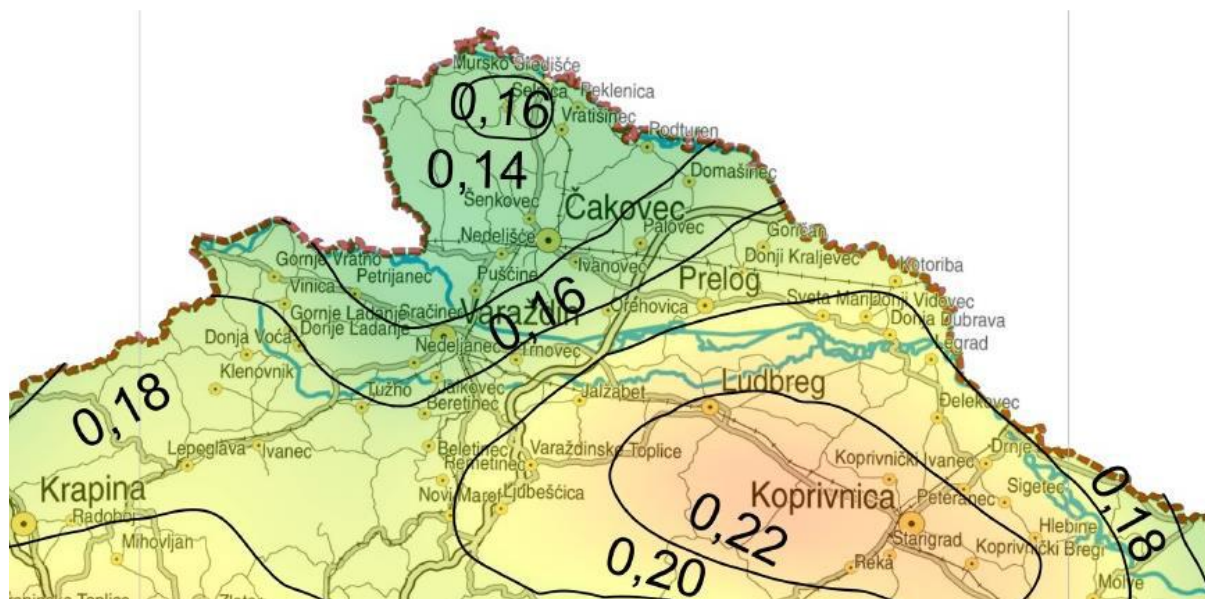 Mursko Središće
Selnica
Peklenica
0,16
Vratišinec
Podturen
0,14
Domašinec
Šenkovec
Čakovec
Nedelišće
Palovec
Goričan
Gornje Vratno
Petrijanec
Puščine
Ivanovec
Donji Kraljevec
Kotoriba
Vinica
Prelog
Gornje Ladanje
Sračinec
0,16
Orehovica
Sveta Marija
Donji Vidovec
Donje Ladanje
Varaždin
Donja Dubrava
Donja Voća
Nedeljanec
Trnovec
Legrad
Klenovnik
0,18
Tužno
Jalkovec
Jalžabet
Ludbreg
Beretinec
Đelekovec
Lepoglava
Ivanec
Beletinec
Varaždinske Toplice
Drnje
Remetinec
Koprivnički Ivanec
Krapina
Novi Marof
Ljubešćica
Koprivnica
Peteranec
Sigetec
0,18
Radoboj
0,22
Hlebine
Mihovljan
Starigrad
Koprivnički Bregi
0,20
Reka
Molve